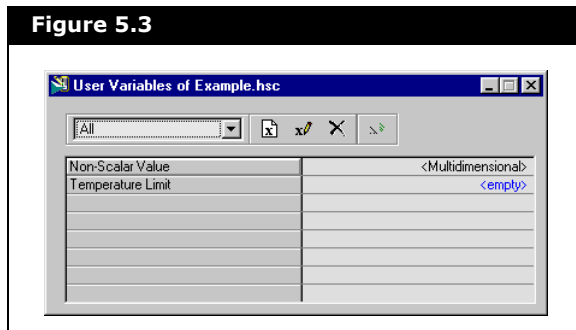 Figure 5.3
User Variables of Example.hsc
All
Non-Scalar Value <Multidimensional>
Temperature Limit <empty>